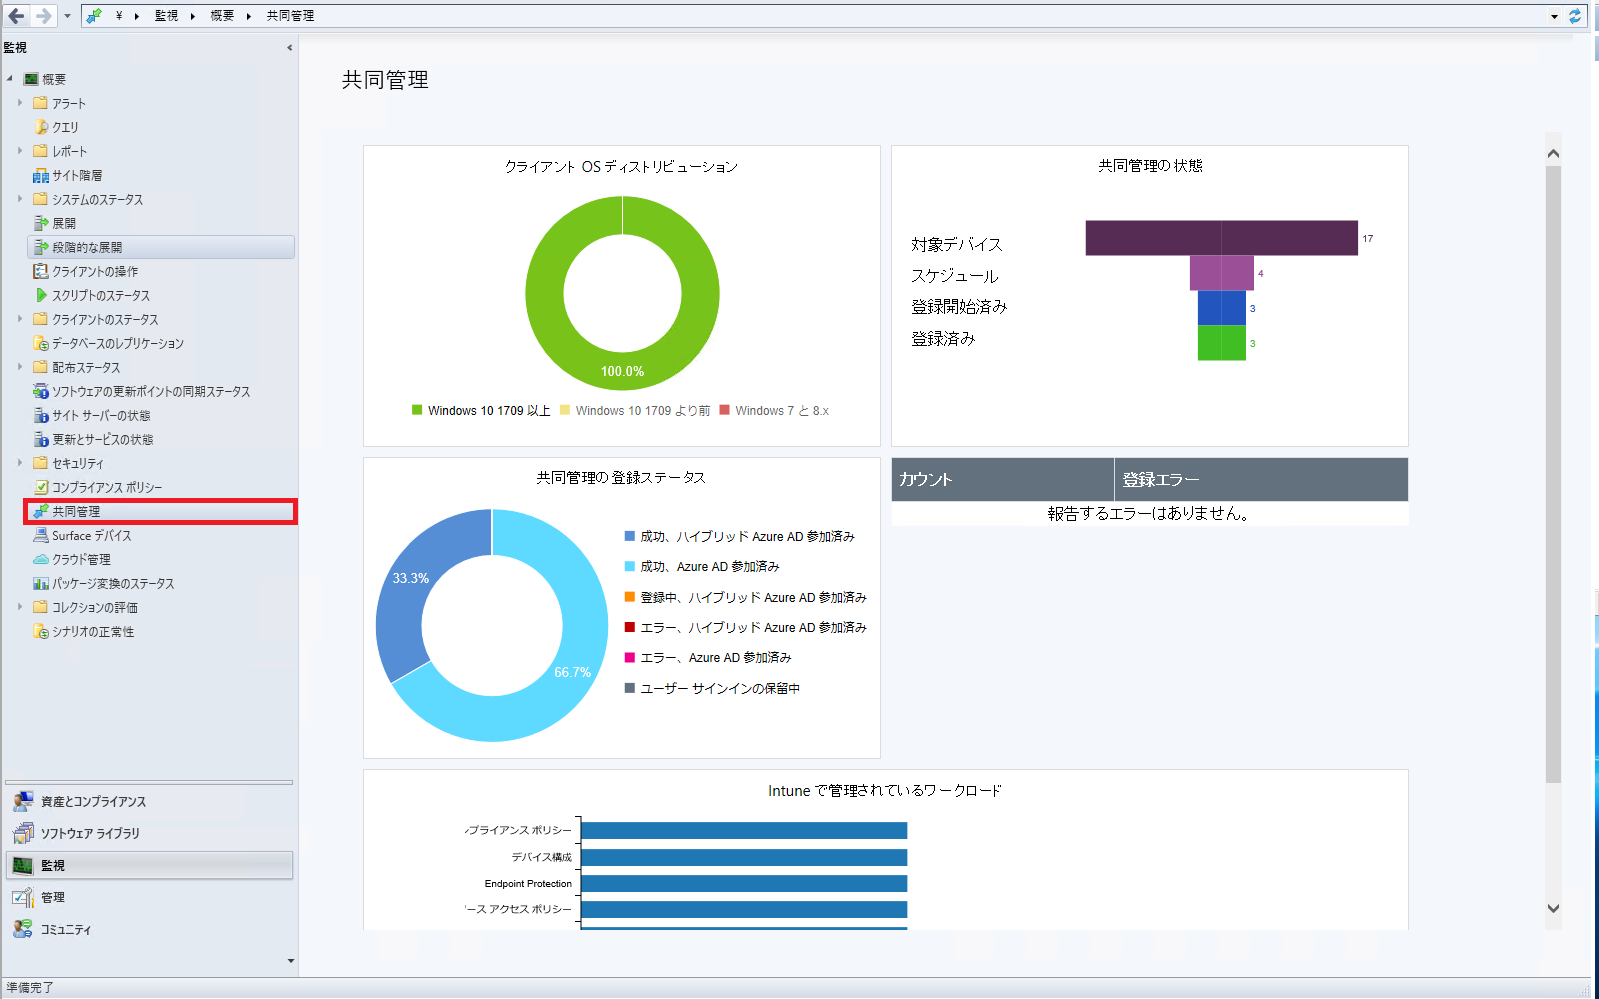 ¥ ▸ 監視 ▸ 概要 ▸ 共同管理
監視
概要
アラート
クエリ
レポート
サイト階層
システムのステータス
展開
段階的な展開
クライアントの操作
スクリプトのステータス
クライアントのステータス
データベースのレプリケーション
配布ステータス
ソフトウェアの更新ポイントの同期ステータス
サイト サーバーの状態
更新とサービスの状態
セキュリティ
コンプライアンス ポリシー
共同管理
Surface デバイス
クラウド管理
パッケージ変換のステータス
コレクションの評価
シナリオの正常性
資産とコンプライアンス
ソフトウェア ライブラリ
監視
管理
コミュニティ
準備完了
共同管理
クライアント OS ディストリビューション
100.0%
Windows 10 1709 以上 Windows 10 1709 より前 Windows 7 と 8.x
共同管理の状態
対象デバイス 17
スケジュール 4
登録開始済み 3
登録済み 3
共同管理の登録ステータス
33.3%
66.7%
成功、ハイブリッド Azure AD 参加済み
成功、Azure AD 参加済み
登録中、ハイブリッド Azure AD 参加済み
エラー、ハイブリッド Azure AD 参加済み
エラー、Azure AD 参加済み
ユーザー サインインの保留中
カウント 登録エラー
報告するエラーはありません。
Intune で管理されているワークロード
プライアンス ポリシー
デバイス構成
Endpoint Protection
ース アクセス ポリシー